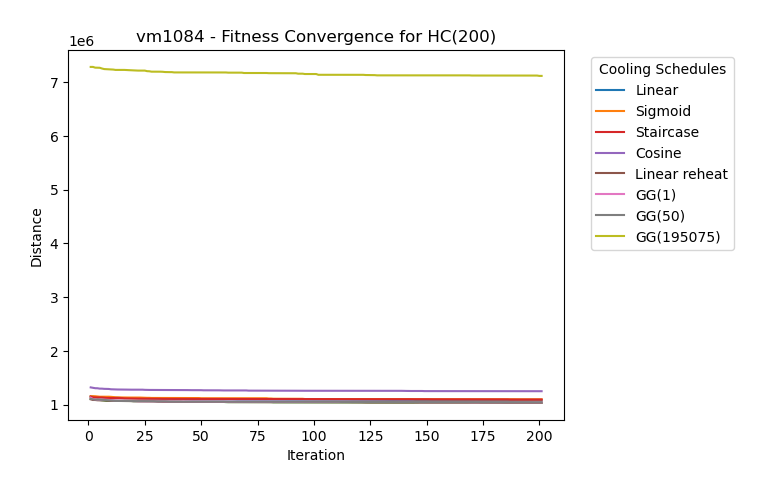 vm1084 - Fitness Convergence for HC(200)
1e6
7
6
5
4
3
2
1
Distance
0 25 50 75 100 125 150 175 200
Iteration
Cooling Schedules
Linear
Sigmoid
Staircase
Cosine
Linear reheat
GG(1)
GG(50)
GG(195075)